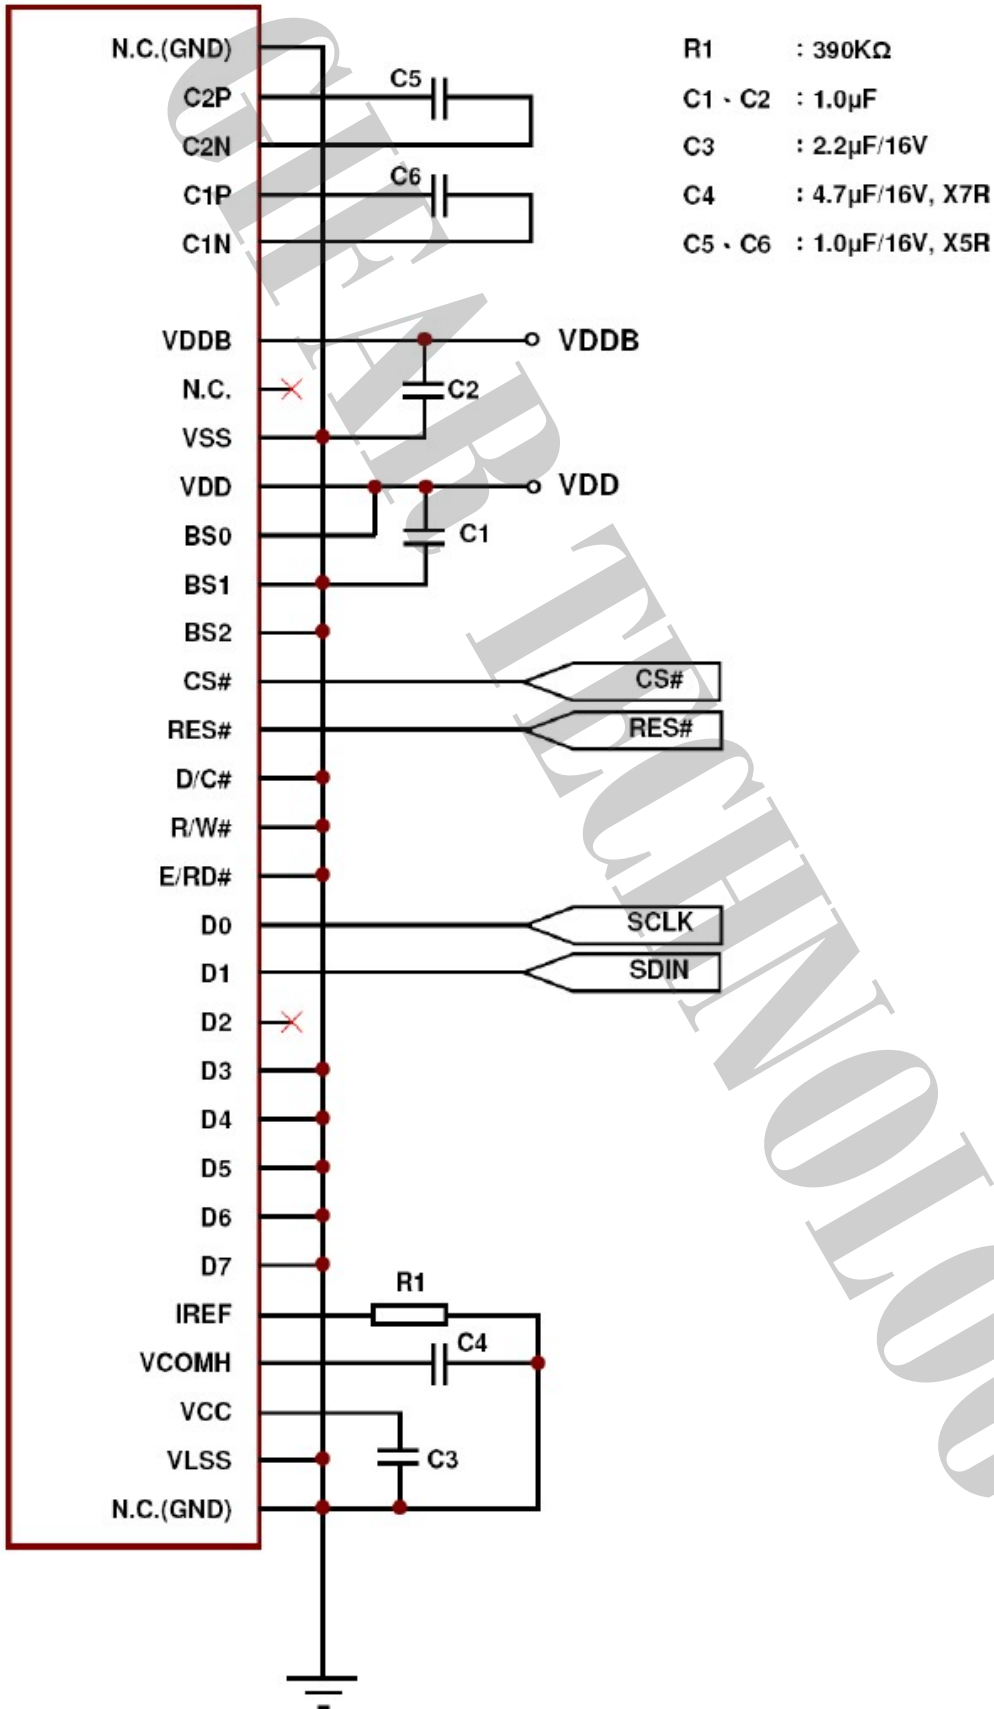 N.C.(GND)
C2P
C2N
C1P
C1N
VDDB
N.C.
VSS
VDD
BS0
BS1
BS2
CS#
RES#
D/C#
R/W#
E/RD#
D0
D1
D2
D3
D4
D5
D6
D7
IREF
VCOMH
VCC
VLSS
N.C.(GND)
C5
C6
VDDB
C2
VDD
C1
CS#
RES#
SCLK
SDIN
R1
C4
C3
R1 : 390KΩ
C1、C2 : 1.0µF
C3 : 2.2µF/16V
C4 : 4.7µF/16V, X7R
C5、C6 : 1.0µF/16V, X5R